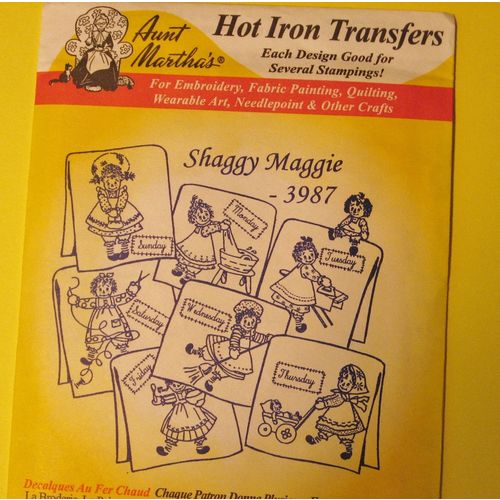 Aunt
Martha's®
Hot Iron Transfers
Each Design Good for
Several Stampings!
For Embroidery, Fabric Painting, Quilting,
Wearable Art, Needlepoint & Other Crafts
Shaggy Maggie
- 3987
Sunday
Monday
Tuesday
Saturday
Wednesday
Friday
Thursday
Decalques Au Fer Chaud Chaque Patron Donne
La Broderie